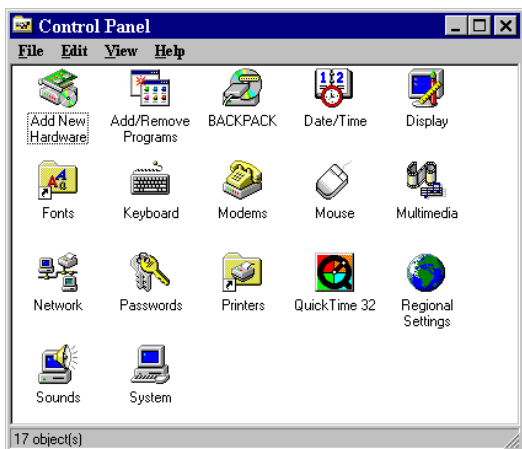 Control Panel
File Edit View Help
Add New
Hardware
Add/Remove
Programs
BACKPACK
Date/Time
Display
Fonts
Keyboard
Modems
Mouse
Multimedia
Network
Passwords
Printers
QuickTime 32
Regional
Settings
Sounds
System
17 object(s)